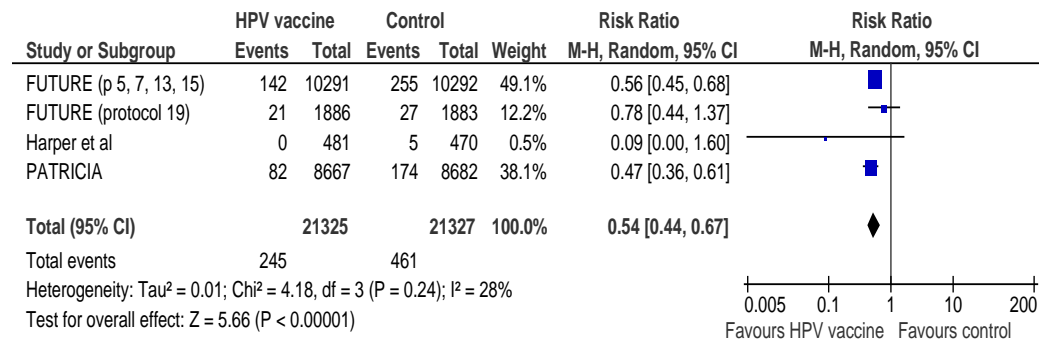 HPV vaccine Control Risk Ratio Risk Ratio
Study or Subgroup Events Total Events Total Weight M-H, Random, 95% CI M-H, Random, 95% CI
FUTURE (p 5, 7, 13, 15) 142 10291 255 10292 49.1% 0.56 [0.45, 0.68]
FUTURE (protocol 19) 21 1886 27 1883 12.2% 0.78 [0.44, 1.37]
Harper et al 0 481 5 470 0.5% 0.09 [0.00, 1.60]
PATRICIA 82 8667 174 8682 38.1% 0.47 [0.36, 0.61]
Total (95% CI) 21325 21327 100.0% 0.54 [0.44, 0.67]
Total events 245 461
Heterogeneity: Tau² = 0.01; Chi² = 4.18, df = 3 (P = 0.24); I² = 28%
Test for overall effect: Z = 5.66 (P < 0.00001)
0.005 0.1 1 10 200
Favours HPV vaccine Favours control